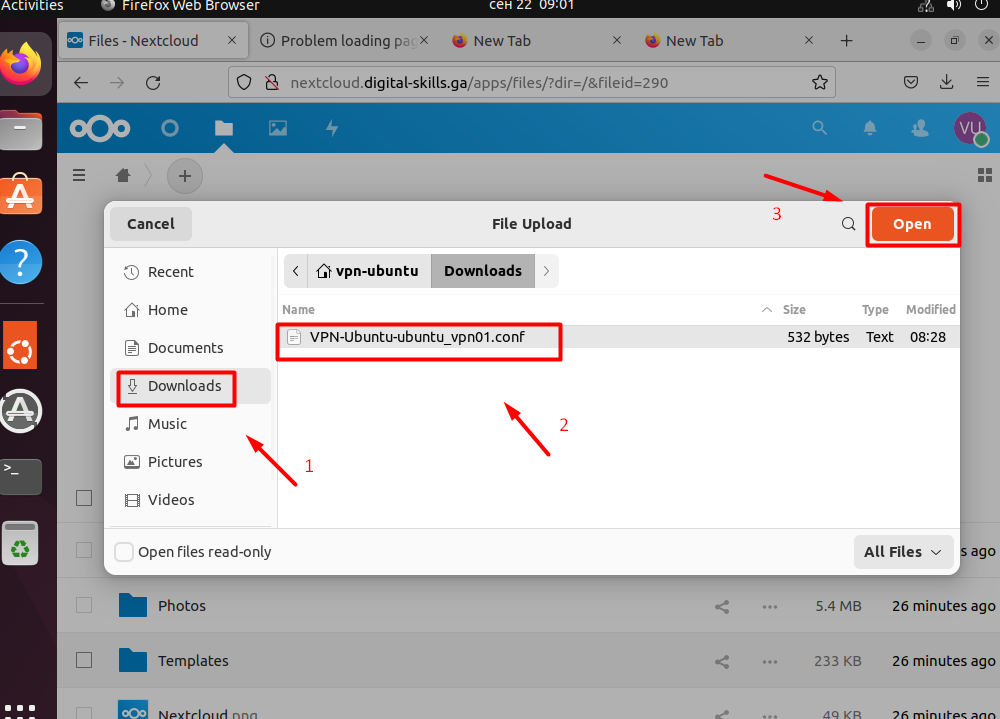 Activities
Firefox Web Browser
сен 22 09:01
Files - Nextcloud
Problem loading pag
New Tab
New Tab
nextcloud.digital-skills.ga/apps/files/?dir=/&fileid=290
VU
3
Cancel
File Upload
Open
Recent
vpn-ubuntu
Downloads
Home
Name
Size
Type
Modified
VPN-Ubuntu-ubuntu_vpn01.conf
532 bytes
Text
08:28
Documents
Downloads
Music
2
Pictures
1
Videos
Open files read-only
All Files
s ago
Photos
5.4 MB
26 minutes ago
Templates
233 KB
26 minutes ago
Nextcloud.png
49 KB
26 minutes ago